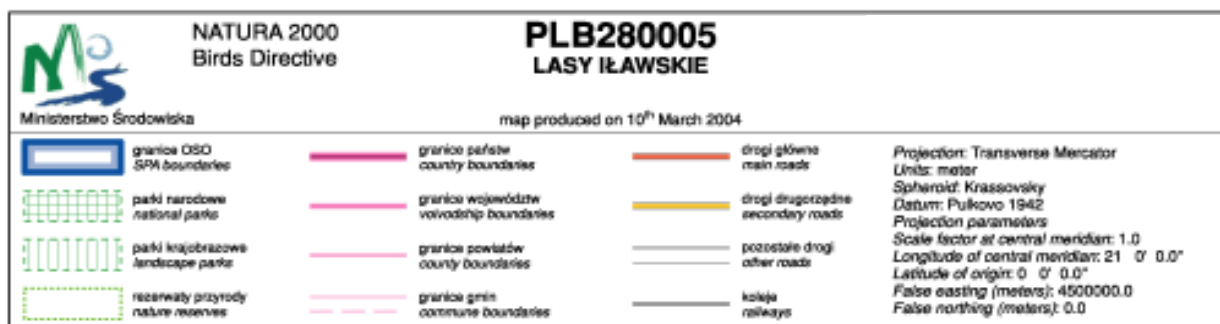 NATURA 2000
Birds Directive
PLB280005
LASY IŁAWSKIE
Ministerstwo Środowiska
map produced on 10th March 2004
granice OSO
SPA boundaries
parki narodowe
national parks
parki krajobrazowe
landscape parks
rezerwaty przyrody
nature reserves
granice państw
country boundaries
granice województw
voivodship boundaries
granice powiatów
county boundaries
granice gmin
commune boundaries
drogi główne
main roads
drogi drugorzędne
secondary roads
pozostałe drogi
other roads
koleje
railways
Projection: Transverse Mercator
Units: meter
Spheroid: Krassovsky
Datum: Pulkovo 1942
Projection parameters
Scale factor at central meridian: 1.0
Longitude of central meridian: 21 0' 0.0"
Latitude of origin: 0 0' 0.0"
False easting (meters): 4500000.0
False northing (meters): 0.0